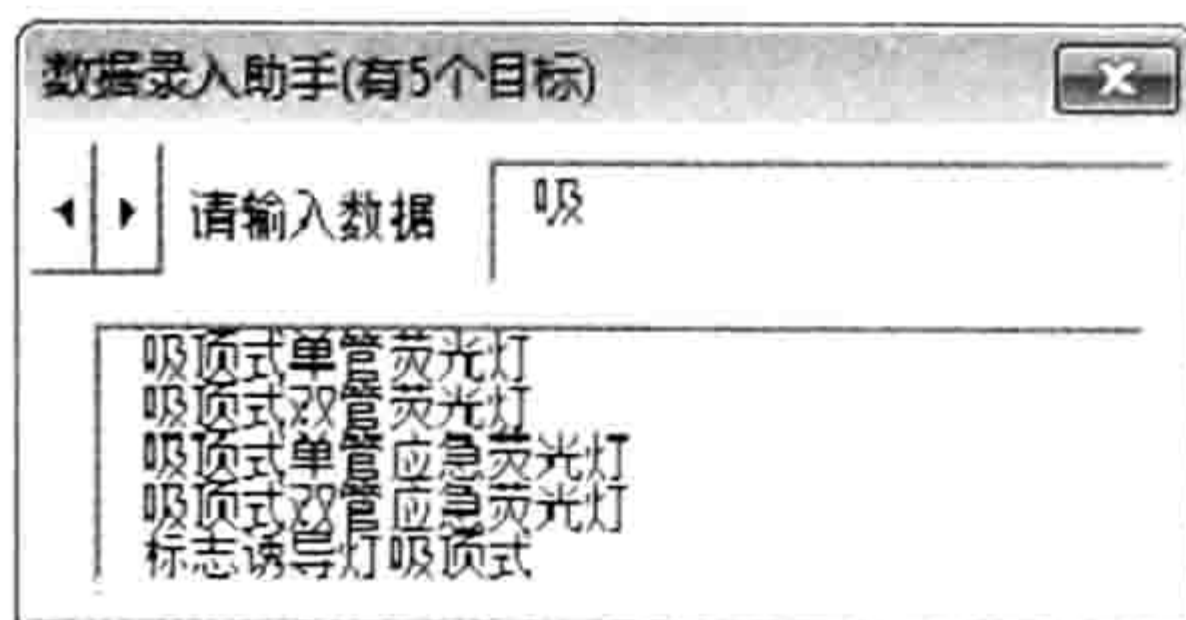 数据录入助手(有5个目标)
请输入数据 吸
吸顶式单管荧光灯
吸顶式双管荧光灯
吸顶式单管应急荧光灯
吸顶式双管应急荧光灯
标志诱导灯吸顶式